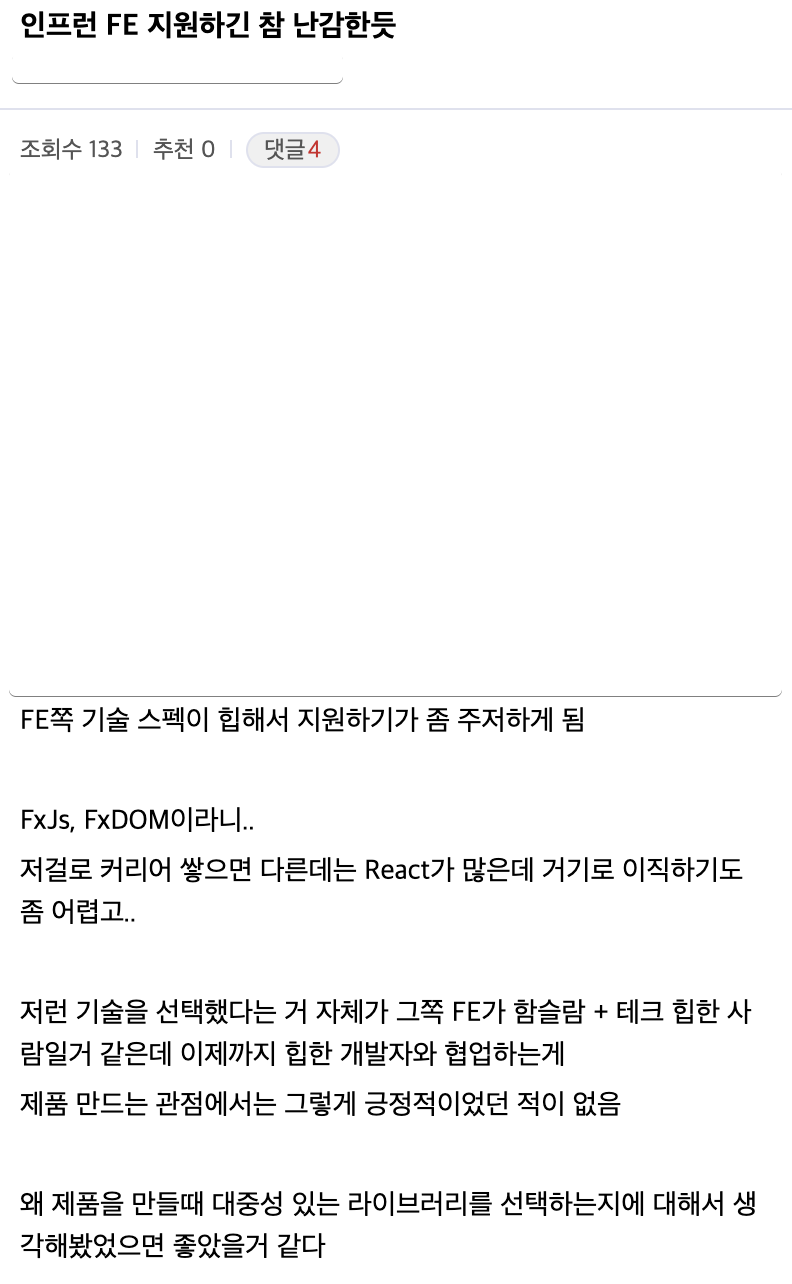 인프런 FE 지원하긴 참 난감한듯
조회수 133 추천 0 댓글4
FE쪽 기술 스펙이 힙해서 지원하기가 좀 주저하게 됨
FxJs, FxDOM이라니..
저걸로 커리어 쌓으면 다른데는 React가 많은데 거기로 이직하기도
좀 어렵고..
저런 기술을 선택했다는 거 자체가 그쪽 FE가 함슬람 + 테크 힙한 사
람일거 같은데 이제까지 힙한 개발자와 협업하는게
제품 만드는 관점에서는 그렇게 긍정적이었던 적이 없음
왜 제품을 만들때 대중성 있는 라이브러리를 선택하는지에 대해서 생
각해봤었으면 좋았을거 같다